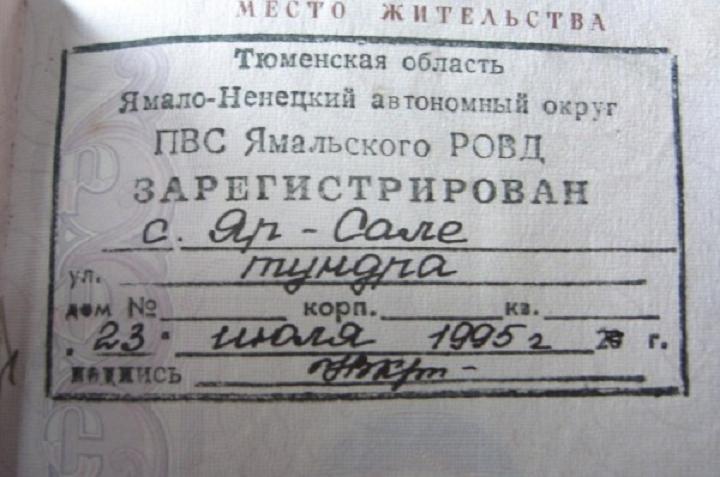 МЕСТО ЖИТЕЛЬСТВА
Тюменская область
Ямало-Ненецкий автономный округ
ПВС Ямальского РОВД
ЗАРЕГИСТРИРОВАН
с. Яр-Сале
ул. тундра
дом № корп. кв.
"23" июля 1995 г г.
подпись